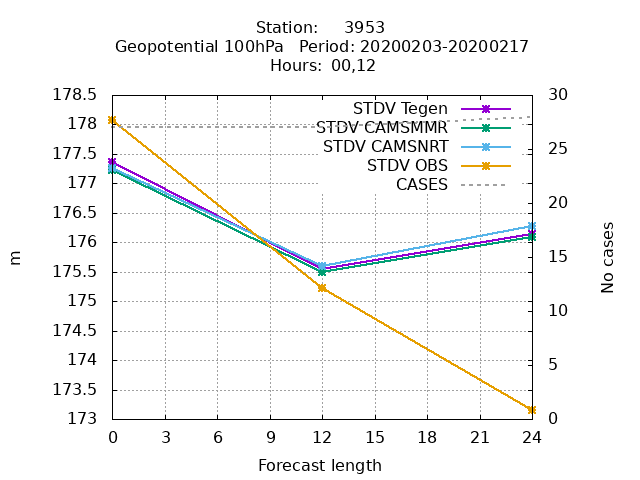 Station: 3953
Geopotential 100hPa Period: 20200203-20200217
Hours: 00,12
178.5
178
177.5
177
176.5
176
175.5
175
174.5
174
173.5
173
m
STDV Tegen
STDV CAMSMMR
STDV CAMSNRT
STDV OBS
CASES
30
25
20
15
10
5
0
No cases
0 3 6 9 12 15 18 21 24
Forecast length